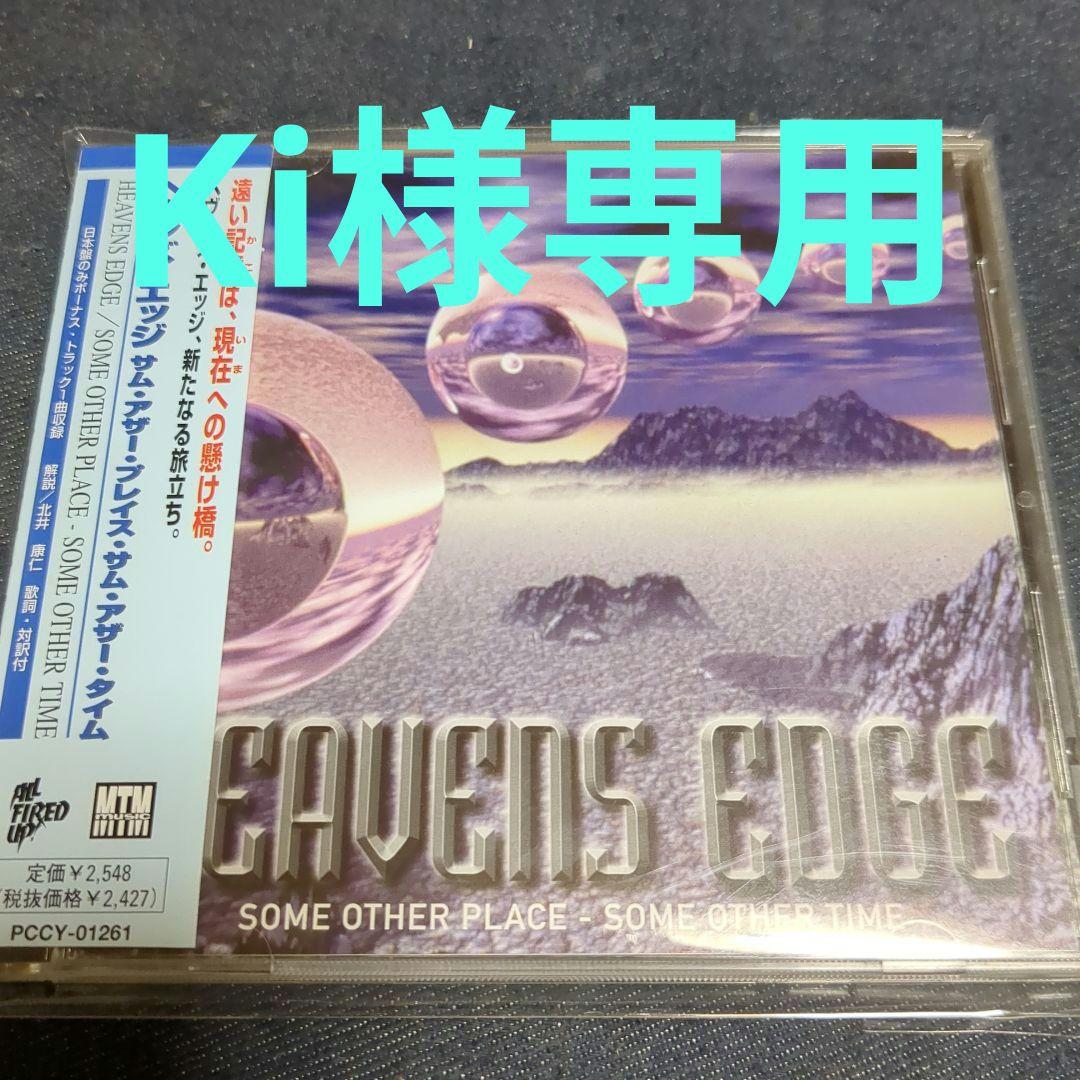 Ki様専用
遠い記
は、現在への懸け橋。
いま
エッジ、新たなる旅立ち。
エッジ サム・アザー・プレイス・サム・アザー・タイム
HEAVENS EDGE / SOME OTHER PLACE - SOME OTHER TIME
日本盤のみボーナス・トラック1曲収録 解説/北井 康仁 歌詞・対訳付
ALL FIRED UP
MTM music
定価￥2,548
(税抜価格￥2,427)
PCCY-01261
EAVENS EDGE
SOME OTHER PLACE - SOME OTHER TIME